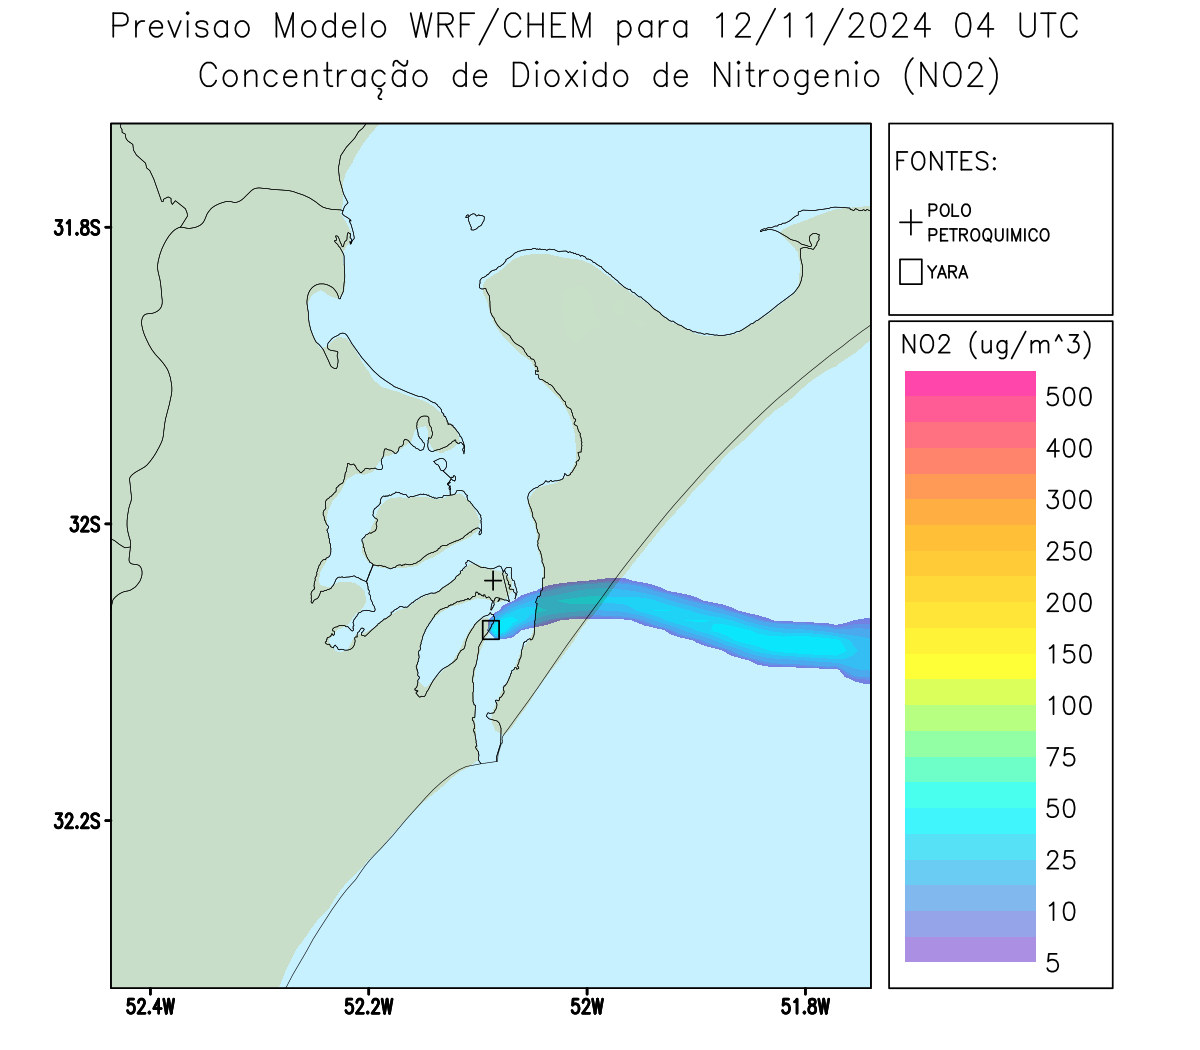 Previsao Modelo WRF/CHEM para 12/11/2024 04 UTC
Concentração de Dioxido de Nitrogenio (NO2)
FONTES:
POLO
PETROQUIMICO
YARA
31.8S
32S
32.2S
52.4W
52.2W
52W
51.8W
NO2 (ug/m^3)
500
400
300
250
200
150
100
75
50
25
10
5